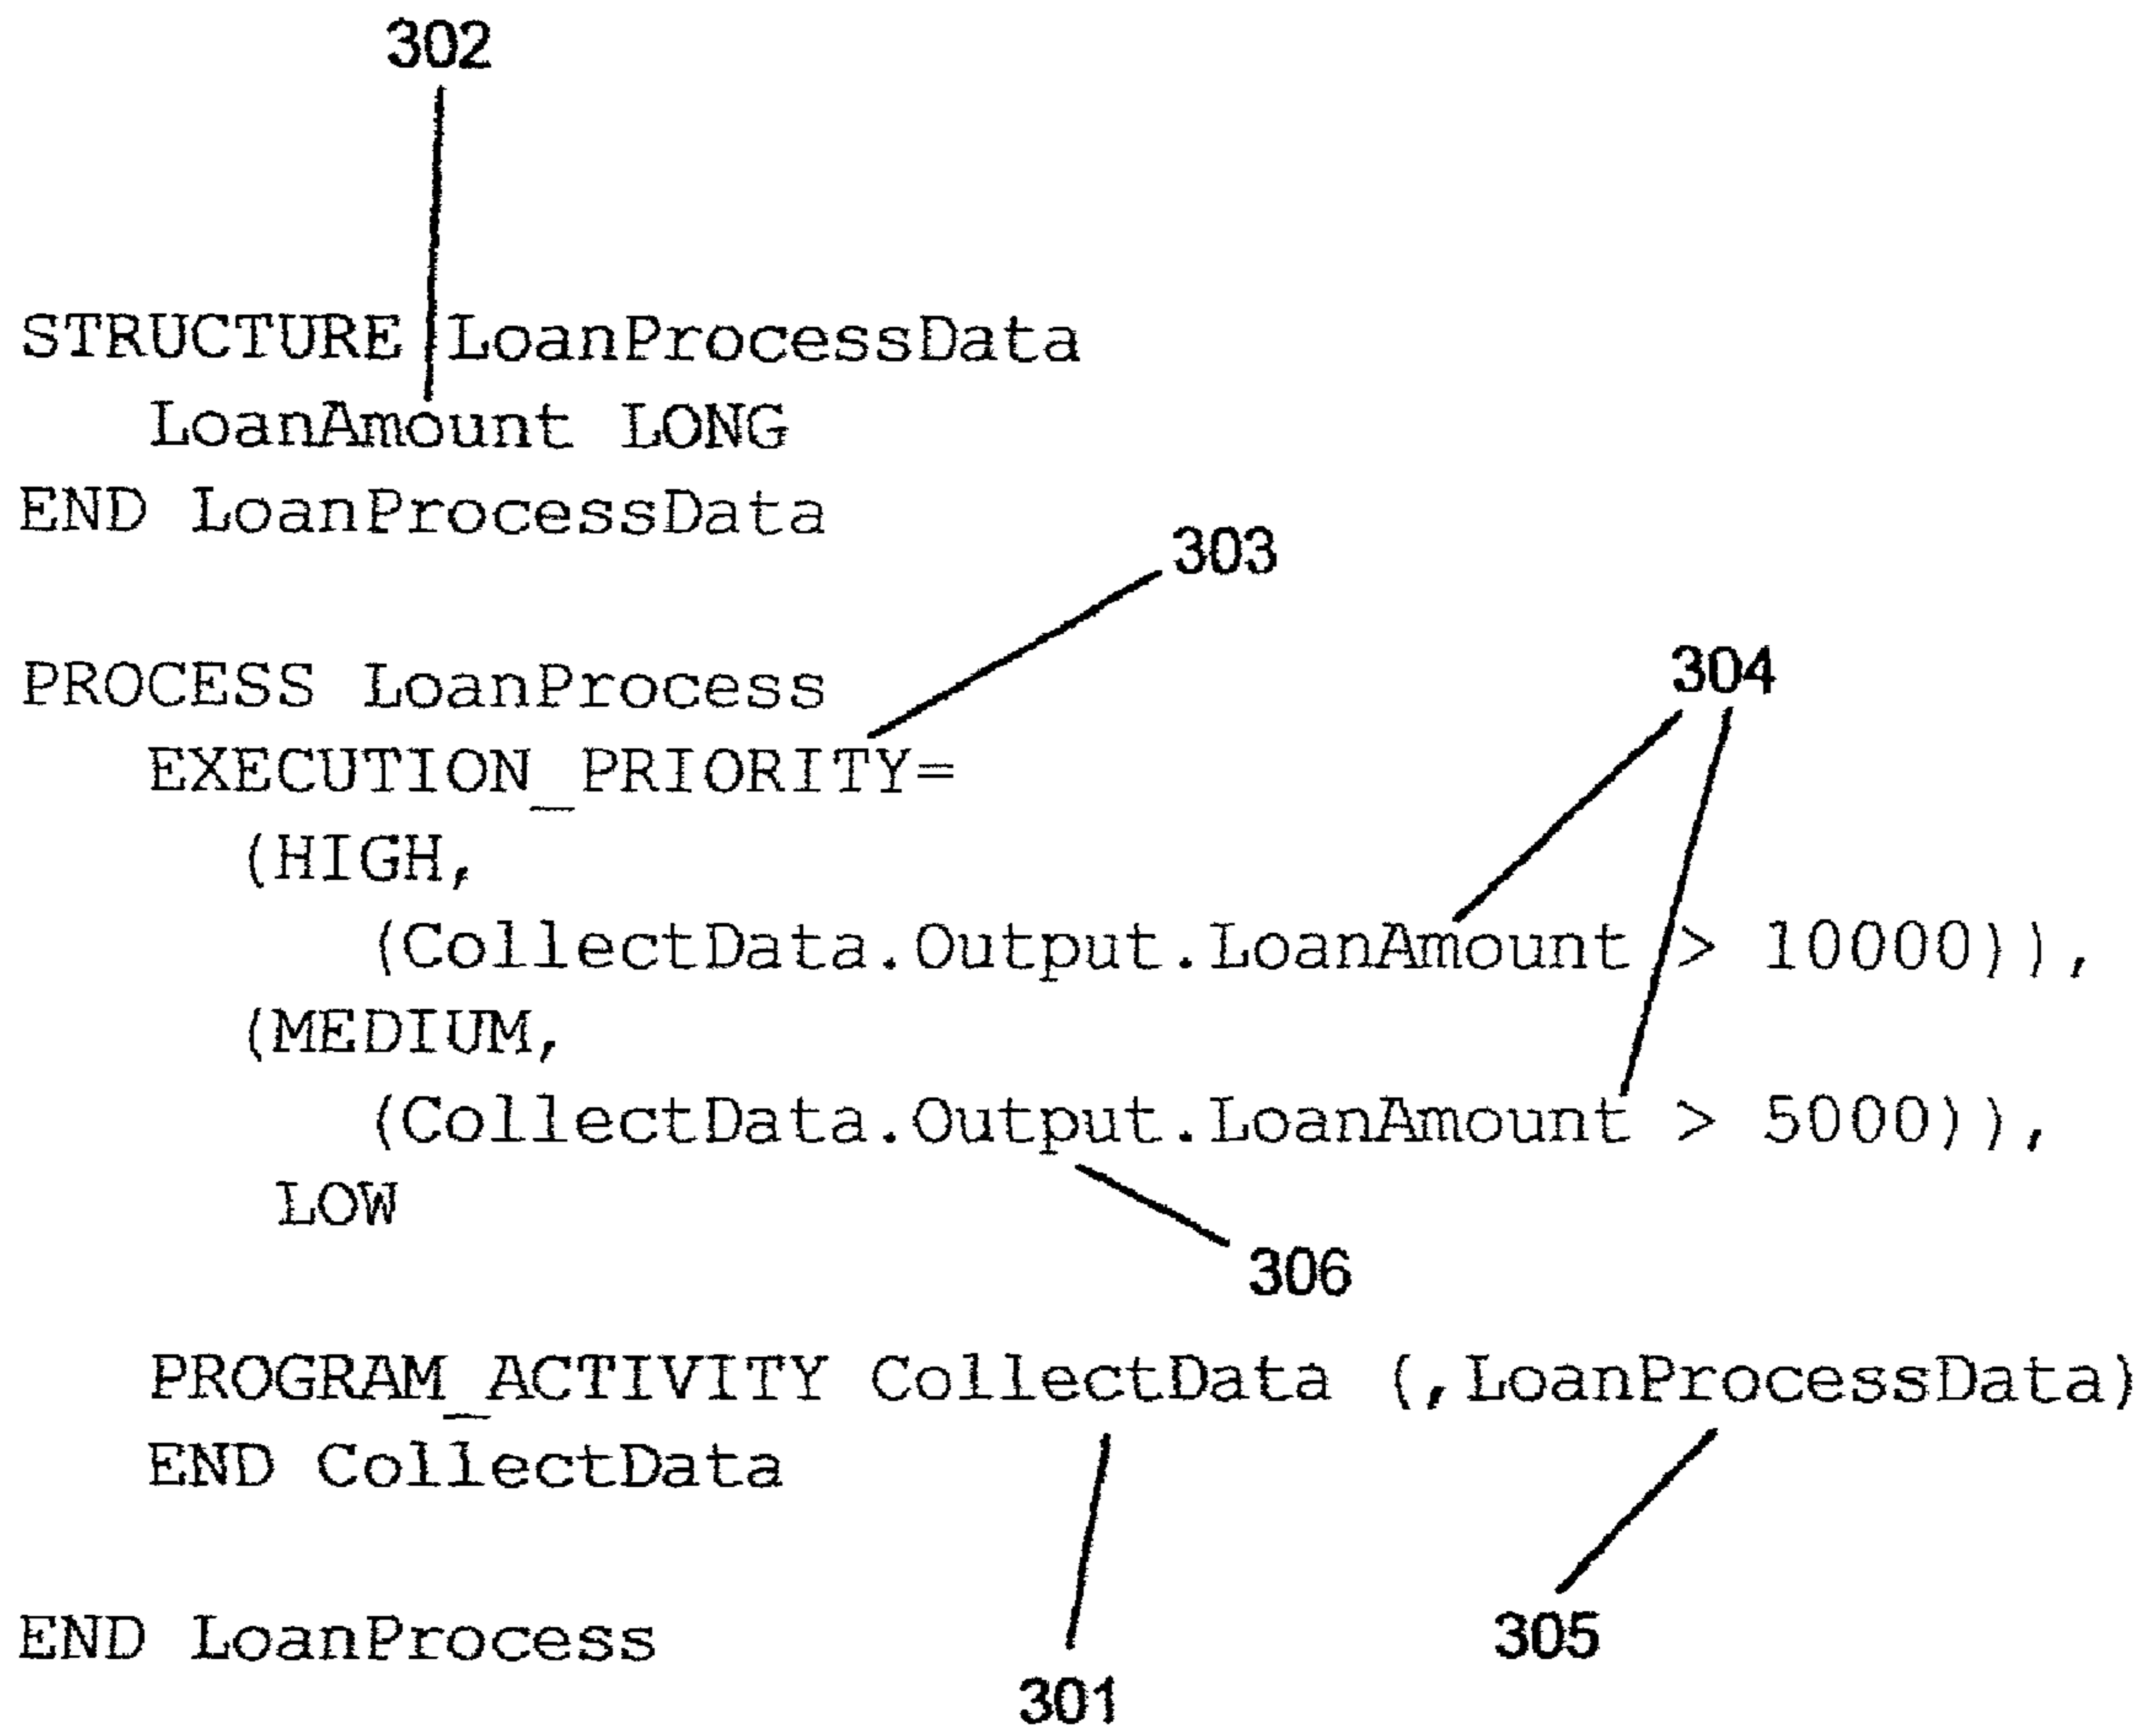 302
STRUCTURE LoanProcessData
LoanAmount LONG
END LoanProcessData
303
PROCESS LoanProcess
304
EXECUTION_PRIORITY=
(HIGH,
(CollectData.Output.LoanAmount > 10000)),
(MEDIUM,
(CollectData.Output.LoanAmount > 5000)),
LOW
306
PROGRAM_ACTIVITY CollectData (,LoanProcessData)
END CollectData
END LoanProcess
305
301